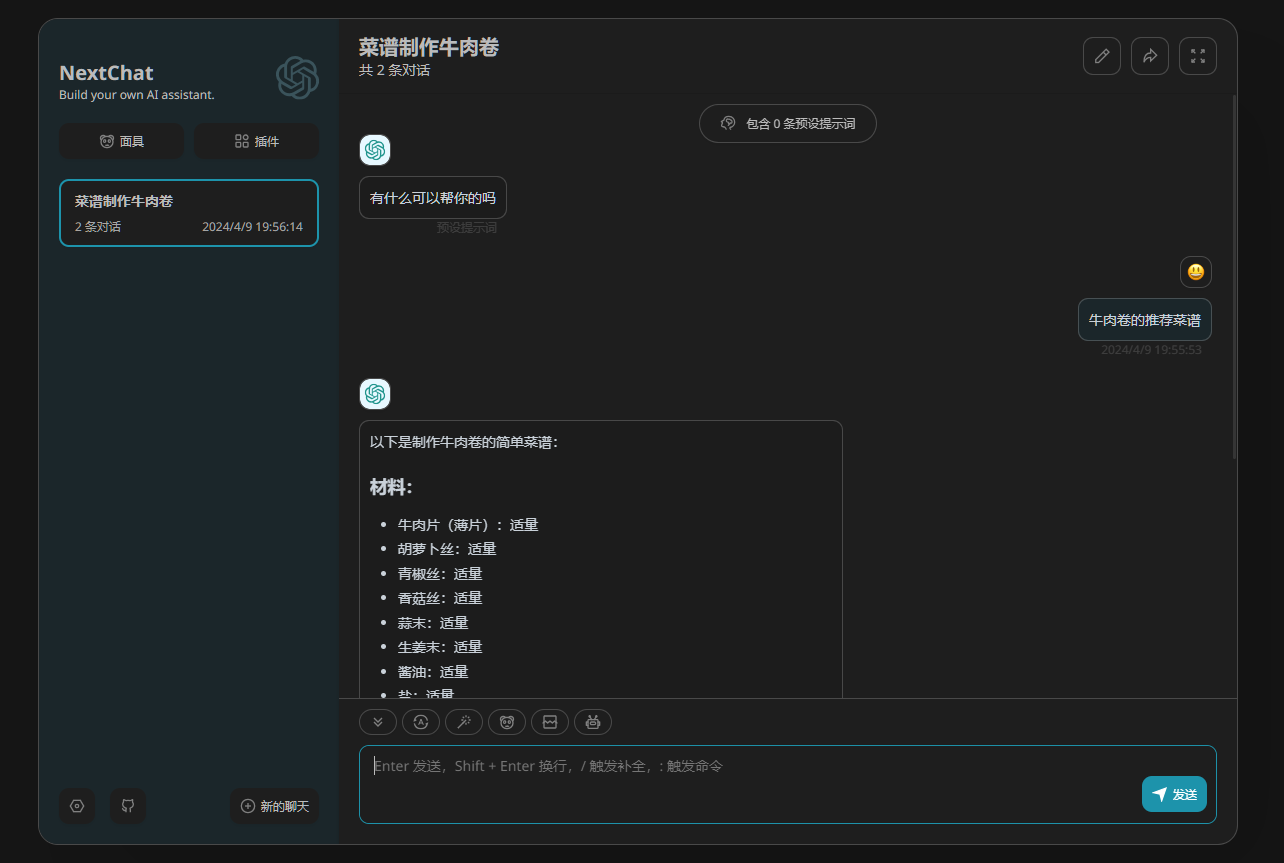 NextChat
Build your own AI assistant.
面具
插件
菜谱制作牛肉卷
2 条对话
2024/4/9 19:56:14
新的聊天
菜谱制作牛肉卷
共 2 条对话
包含 0 条预设提示词
有什么可以帮你的吗
预设提示词
牛肉卷的推荐菜谱
2024/4/9 19:55:53
以下是制作牛肉卷的简单菜谱：
材料：
牛肉片（薄片）：适量
胡萝卜丝：适量
青椒丝：适量
香菇丝：适量
蒜末：适量
生姜末：适量
酱油：适量
盐：适量
Enter 发送，Shift + Enter 换行，/ 触发补全，: 触发命令
发送